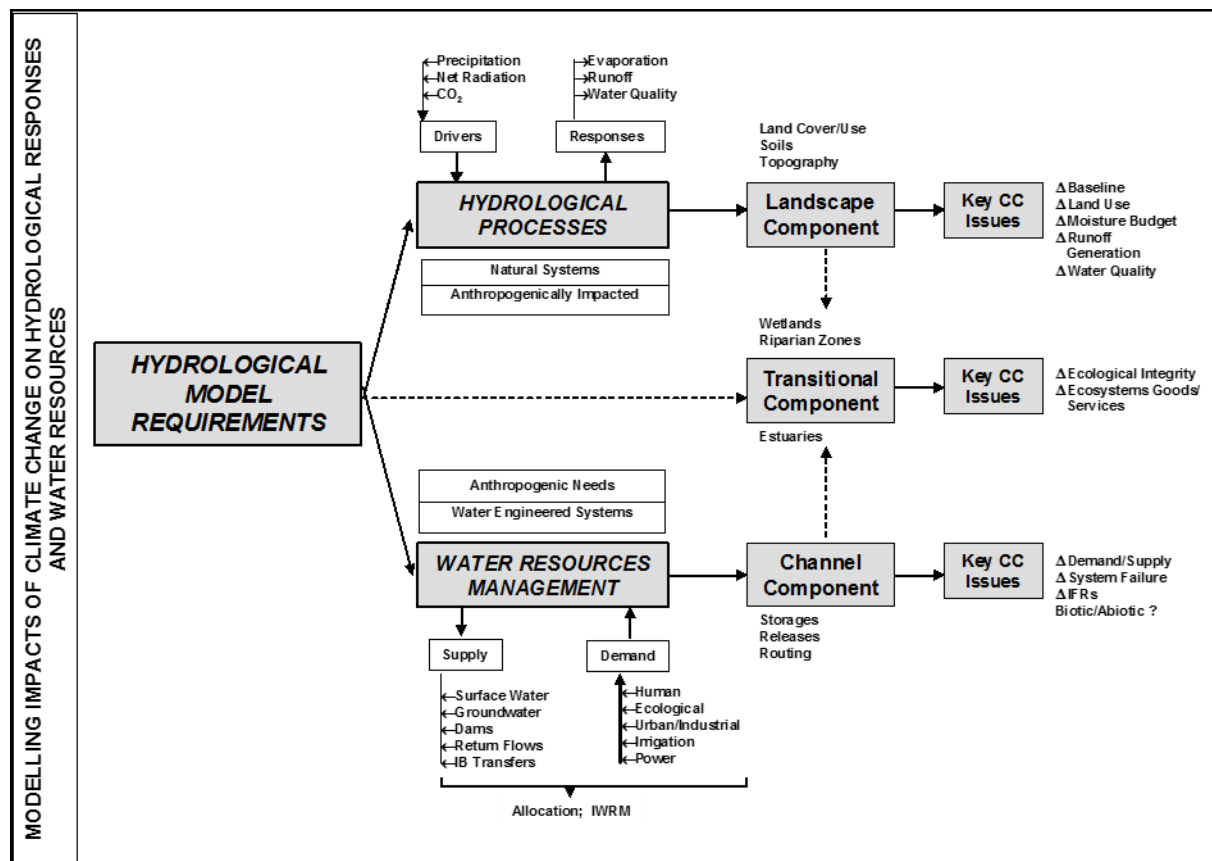 MODELLING IMPACTS OF CLIMATE CHANGE ON HYDROLOGICAL RESPONSES
AND WATER RESOURCES
HYDROLOGICAL
MODEL
REQUIREMENTS
Precipitation
Net Radiation
CO₂
Drivers
Evaporation
Runoff
Water Quality
Responses
HYDROLOGICAL
PROCESSES
Natural Systems
Anthropogenically Impacted
Land Cover/Use
Soils
Topography
Landscape
Component
Key CC
Issues
Δ Baseline
Δ Land Use
Δ Moisture Budget
Δ Runoff
Generation
Δ Water Quality
Wetlands
Riparian Zones
Transitional
Component
Estuaries
Key CC
Issues
Δ Ecological Integrity
Δ Ecosystems Goods/
Services
Anthropogenic Needs
Water Engineered Systems
WATER RESOURCES
MANAGEMENT
Channel
Component
Storages
Releases
Routing
Key CC
Issues
Δ Demand/Supply
Δ System Failure
Δ IFRs
Biotic/Abiotic ?
Supply
Surface Water
Groundwater
Dams
Return Flows
IB Transfers
Demand
Human
Ecological
Urban/Industrial
Irrigation
Power
Allocation; IWRM